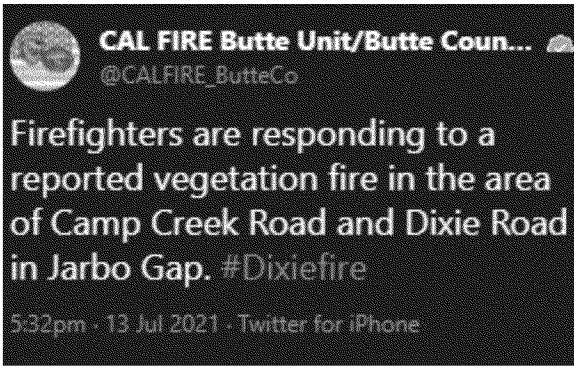 CAL FIRE Butte Unit/Butte Coun...
@CALFIRE_ButteCo
Firefighters are responding to a
reported vegetation fire in the area
of Camp Creek Road and Dixie Road
in Jarbo Gap. #Dixiefire
5:32pm · 13 Jul 2021 · Twitter for iPhone